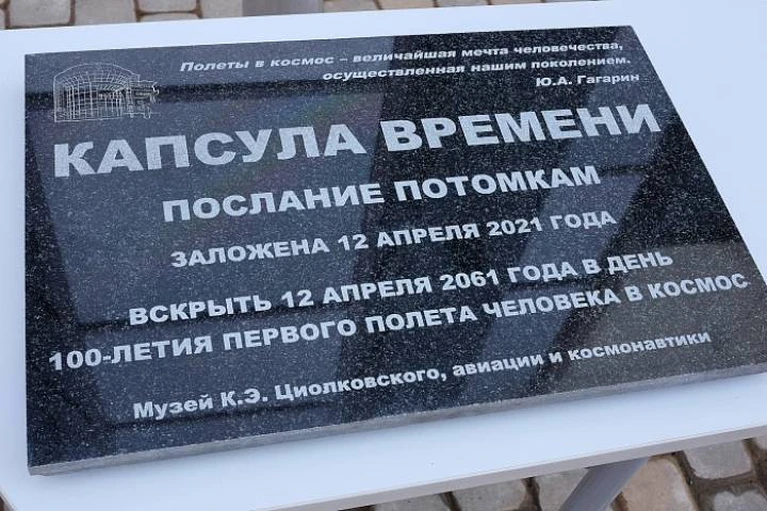 Полеты в космос – величайшая мечта человечества,
осуществленная нашим поколением.
Ю.А. Гагарин
КАПСУЛА ВРЕМЕНИ
ПОСЛАНИЕ ПОТОМКАМ
ЗАЛОЖЕНА 12 АПРЕЛЯ 2021 ГОДА
ВСКРЫТЬ 12 АПРЕЛЯ 2061 ГОДА В ДЕНЬ
100-ЛЕТИЯ ПЕРВОГО ПОЛЕТА ЧЕЛОВЕКА В КОСМОС
Музей К.Э. Циолковского, авиации и космонавтики